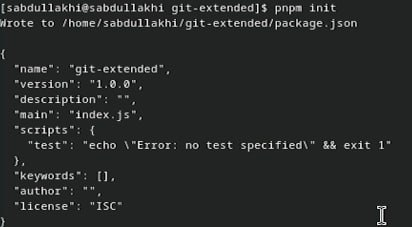 [sabdullakhi@sabdullakhi git-extended]$ pnpm init
Wrote to /home/sabdullakhi/git-extended/package.json

{
  "name": "git-extended",
  "version": "1.0.0",
  "description": "",
  "main": "index.js",
  "scripts": {
    "test": "echo \"Error: no test specified\" && exit 1"
  },
  "keywords": [],
  "author": "",
  "license": "ISC"
}